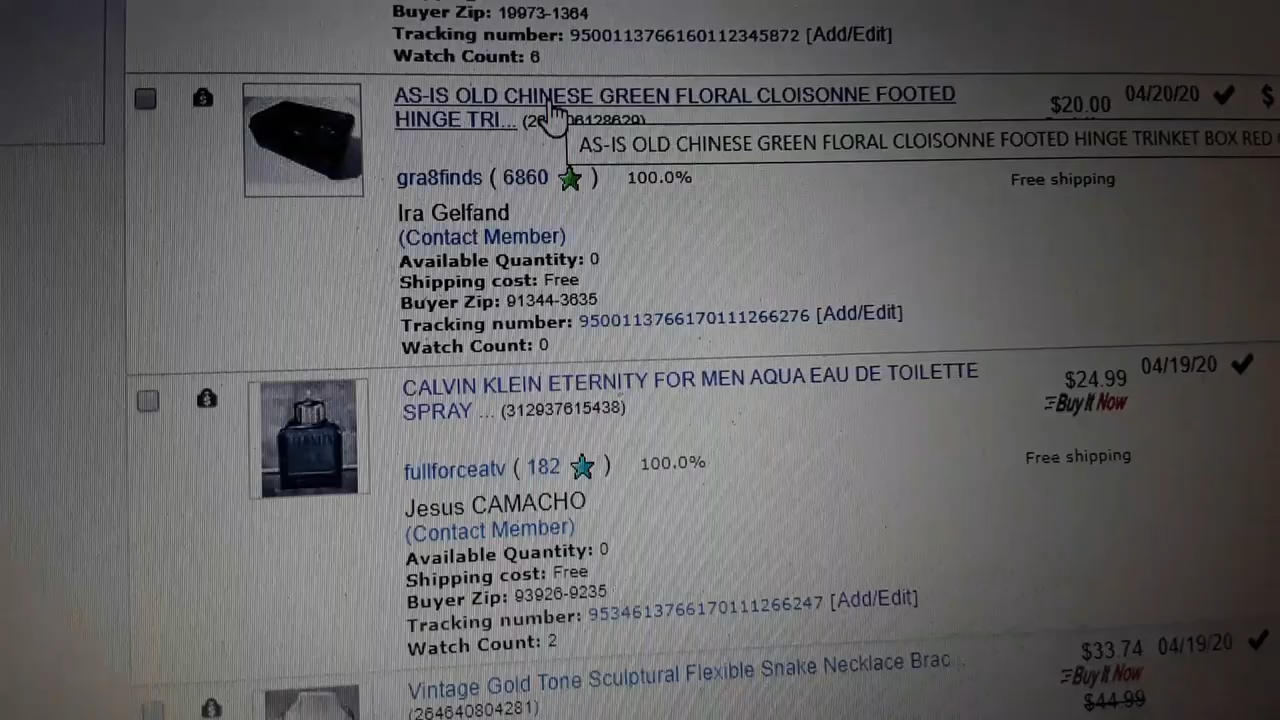 Buyer Zip: 19973-1364
Tracking number: 9500113766160112345872 [Add/Edit]
Watch Count: 6
AS-IS OLD CHINESE GREEN FLORAL CLOISONNE FOOTED $20.00 04/20/20 $
HINGE TRI...
AS-IS OLD CHINESE GREEN FLORAL CLOISONNE FOOTED HINGE TRINKET BOX RED
gra8finds ( 6860 ) 100.0% Free shipping
Ira Gelfand
(Contact Member)
Available Quantity: 0
Shipping cost: Free
Buyer Zip: 91344-3635
Tracking number: 9500113766170111266276 [Add/Edit]
Watch Count: 0
CALVIN KLEIN ETERNITY FOR MEN AQUA EAU DE TOILETTE $24.99 04/19/20
SPRAY ... (312937615438) Buy It Now
fullforceatv ( 182 ) 100.0% Free shipping
Jesus CAMACHO
(Contact Member)
Available Quantity: 0
Shipping cost: Free
Buyer Zip: 93926-9235
Tracking number: 9534613766170111266247 [Add/Edit]
Watch Count: 2
Vintage Gold Tone Sculptural Flexible Snake Necklace Brac... $33.74 04/19/20
(264640804281) Buy It Now
$44.99